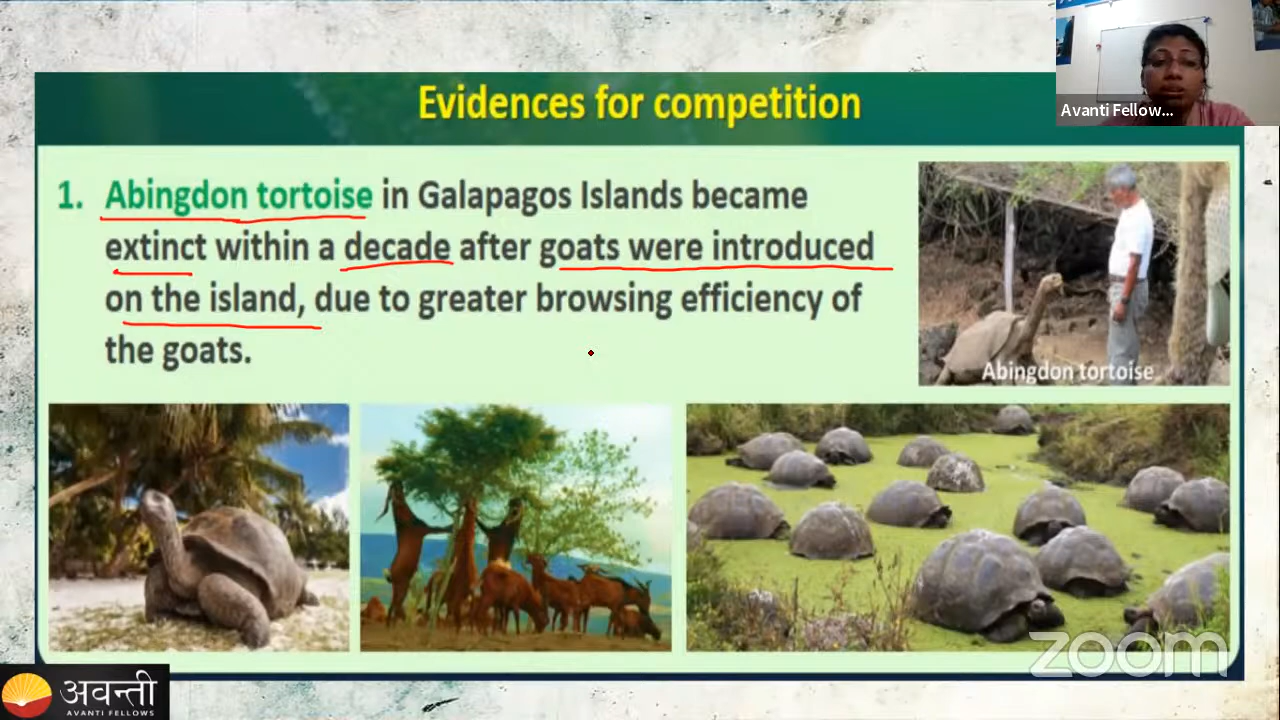 Evidences for competition
Avanti Fellow...
1. Abingdon tortoise in Galapagos Islands became
extinct within a decade after goats were introduced
on the island, due to greater browsing efficiency of
the goats.
Abingdon tortoise
zoom
अवन्ती
AVANTI FELLOWS